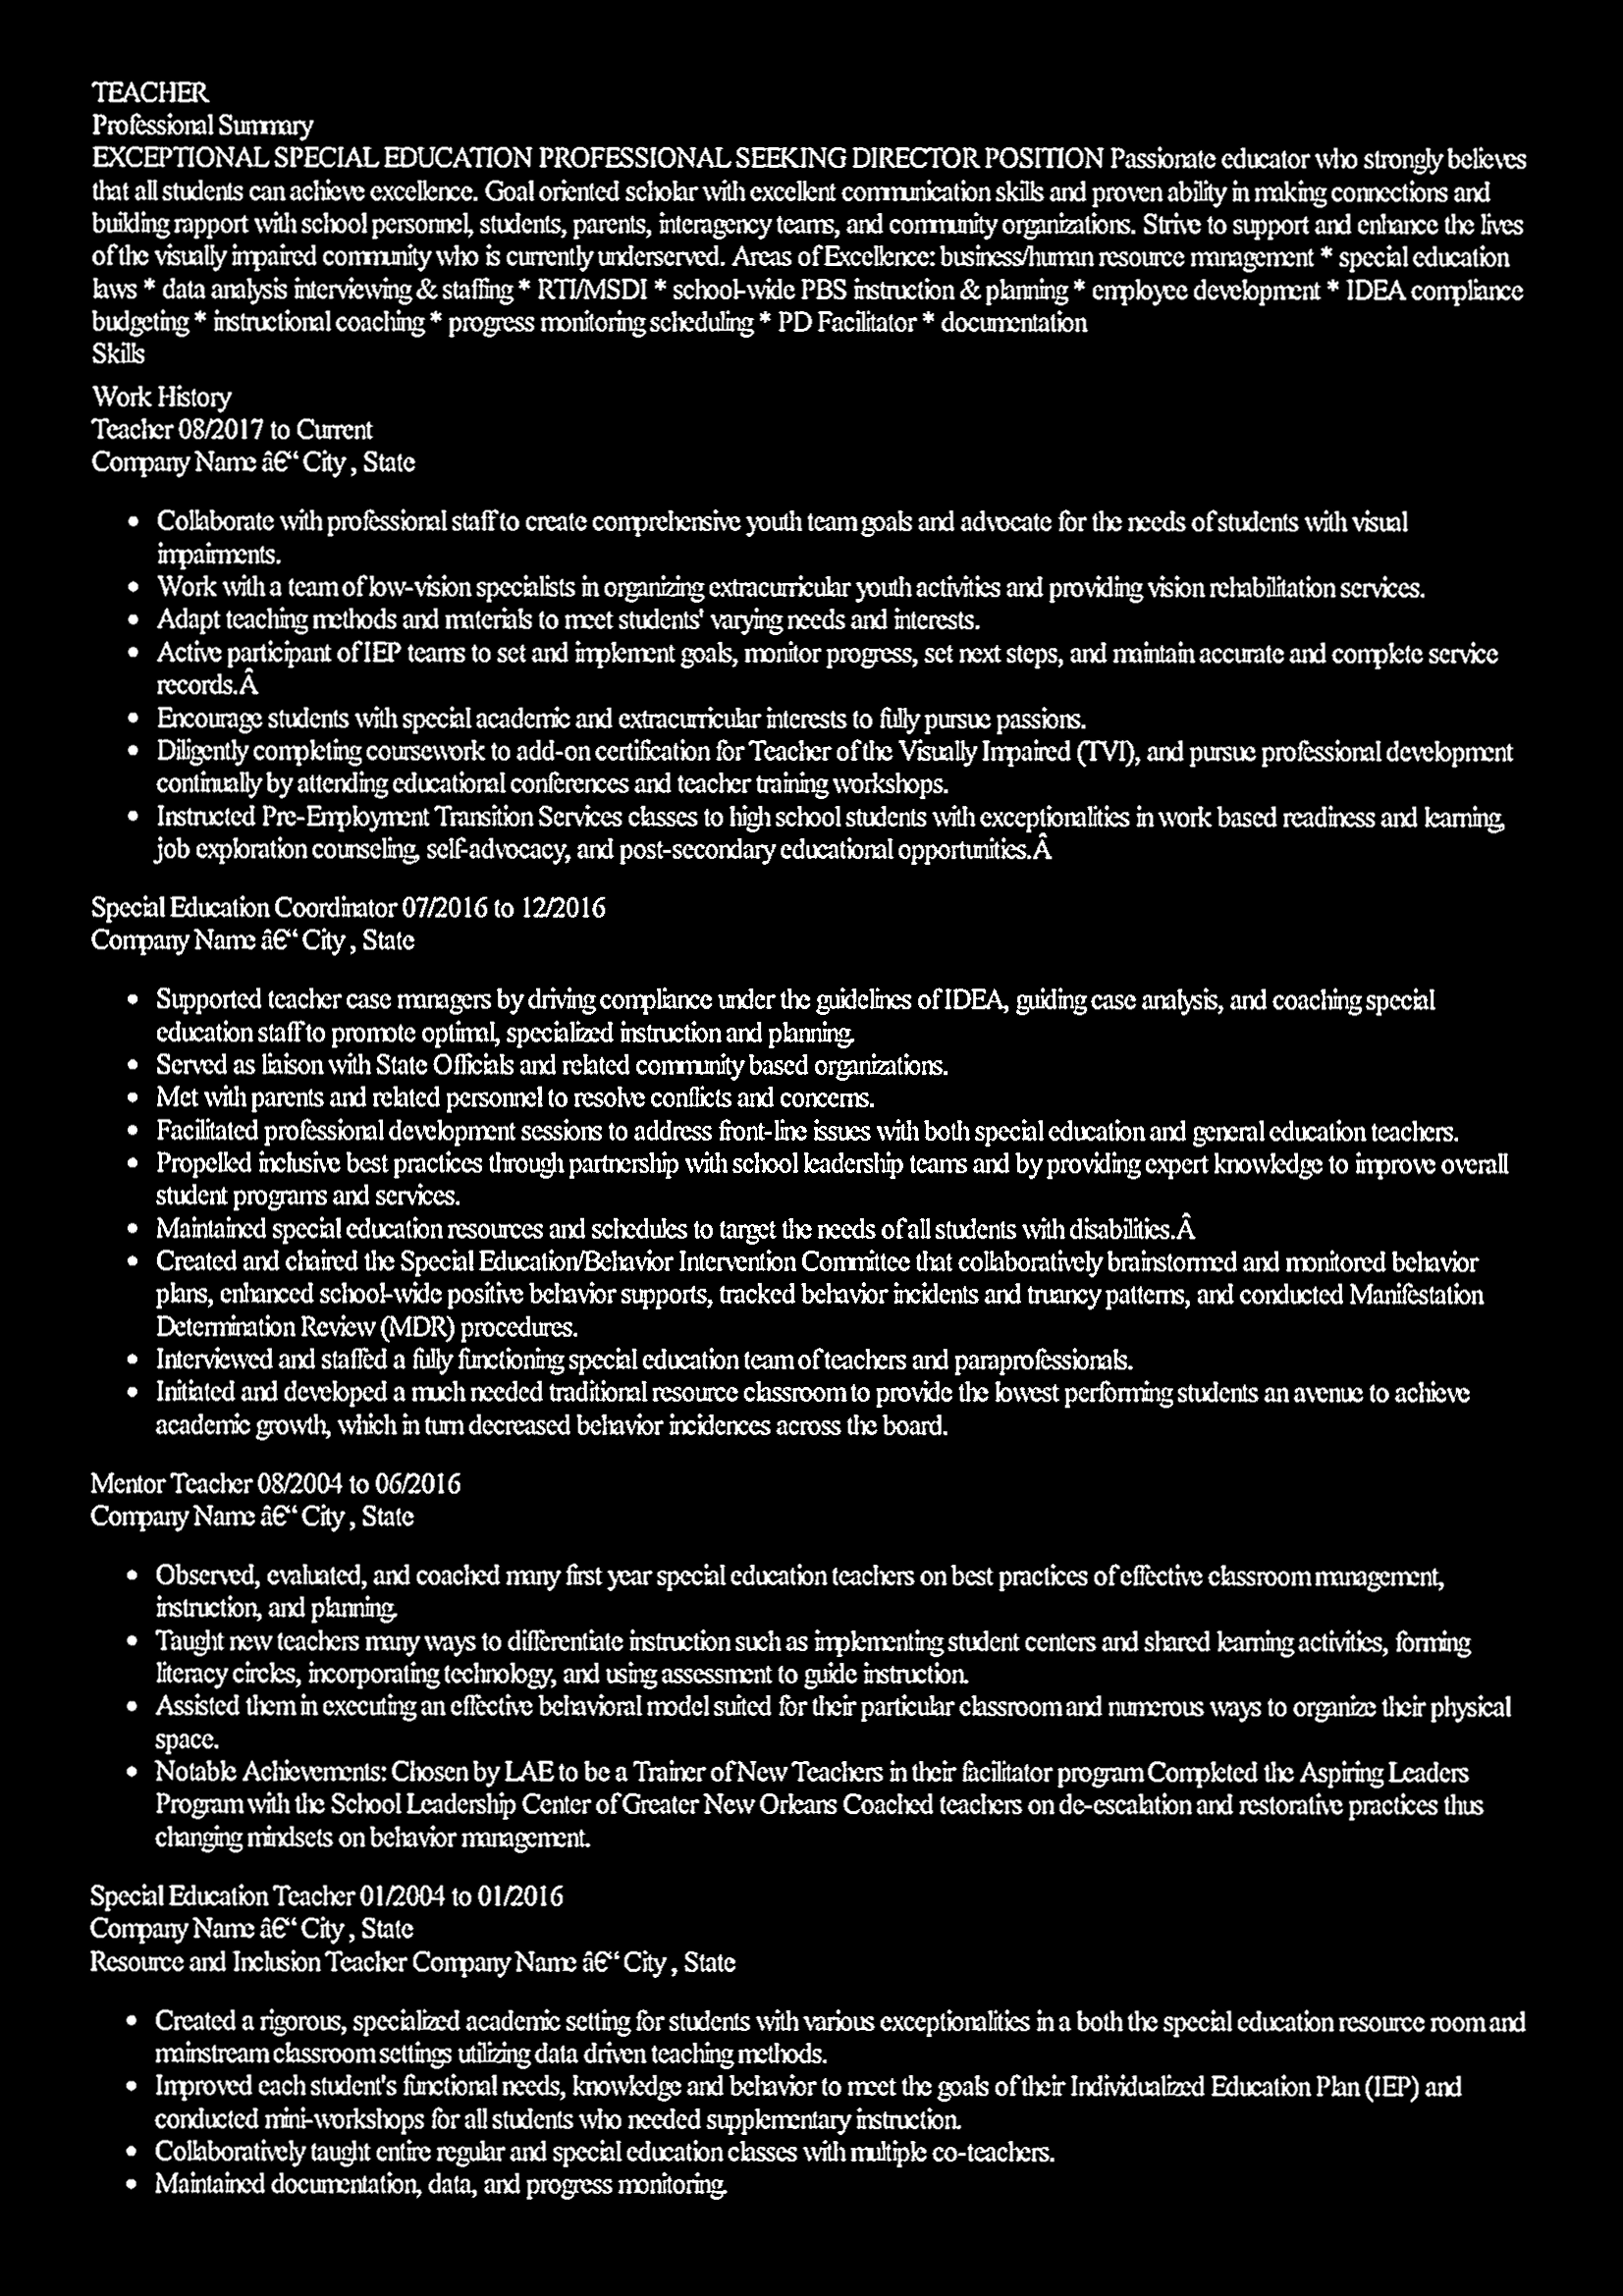 TEACHER
Professional Summary
EXCEPTIONAL SPECIAL EDUCATION PROFESSIONAL SEEKING DIRECTOR POSITION Passionate educator who strongly believes
that all students can achieve excellence. Goal oriented scholar with excellent communication skills and proven ability in making connections and
building rapport with school personnel, students, parents, interagency teams, and community organizations. Strive to support and enhance the lives
of the visually impaired community who is currently underserved. Areas of Excellence: business/human resource management * special education
laws * data analysis interviewing & staffing * RTI/MSDI * school-wide PBS instruction & planning * employee development * IDEA compliance
budgeting * instructional coaching * progress monitoring scheduling * PD Facilitator * documentation
Skills
Work History
Teacher 08/2017 to Current
Company Name â€“ City , State
• Collaborate with professional staff to create comprehensive youth team goals and advocate for the needs of students with visual
impairments.
• Work with a team of low-vision specialists in organizing extracurricular youth activities and providing vision rehabilitation services.
• Adapt teaching methods and materials to meet students' varying needs and interests.
• Active participant of IEP teams to set and implement goals, monitor progress, set next steps, and maintain accurate and complete service
records.Â
• Encourage students with special academic and extracurricular interests to fully pursue passions.
• Diligently completing coursework to add-on certification for Teacher of the Visually Impaired (TVI), and pursue professional development
continually by attending educational conferences and teacher training workshops.
• Instructed Pre-Employment Transition Services classes to high school students with exceptionalities in work based readiness and learning,
job exploration counseling, self-advocacy, and post-secondary educational opportunities.Â
Special Education Coordinator 07/2016 to 12/2016
Company Name â€“ City , State
• Supported teacher case managers by driving compliance under the guidelines of IDEA, guiding case analysis, and coaching special
education staff to promote optimal, specialized instruction and planning.
• Served as liaison with State Officials and related community based organizations.
• Met with parents and related personnel to resolve conflicts and concerns.
• Facilitated professional development sessions to address front-line issues with both special education and general education teachers.
• Propelled inclusive best practices through partnership with school leadership teams and by providing expert knowledge to improve overall
student programs and services.
• Maintained special education resources and schedules to target the needs of all students with disabilities.Â
• Created and chaired the Special Education/Behavior Intervention Committee that collaboratively brainstormed and monitored behavior
plans, enhanced school-wide positive behavior supports, tracked behavior incidents and truancy patterns, and conducted Manifestation
Determination Review (MDR) procedures.
• Interviewed and staffed a fully functioning special education team of teachers and paraprofessionals.
• Initiated and developed a much needed traditional resource classroom to provide the lowest performing students an avenue to achieve
academic growth, which in turn decreased behavior incidences across the board.
Mentor Teacher 08/2004 to 06/2016
Company Name â€“ City , State
• Observed, evaluated, and coached many first year special education teachers on best practices of effective classroom management,
instruction, and planning.
• Taught new teachers many ways to differentiate instruction such as implementing student centers and shared learning activities, forming
literacy circles, incorporating technology, and using assessment to guide instruction.
• Assisted them in executing an effective behavioral model suited for their particular classroom and numerous ways to organize their physical
space.
• Notable Achievements: Chosen by LAE to be a Trainer of New Teachers in their facilitator program Completed the Aspiring Leaders
Program with the School Leadership Center of Greater New Orleans Coached teachers on de-escalation and restorative practices thus
changing mindsets on behavior management.
Special Education Teacher 01/2004 to 01/2016
Company Name â€“ City , State
Resource and Inclusion Teacher Company Name â€“ City , State
• Created a rigorous, specialized academic setting for students with various exceptionalities in a both the special education resource room and
mainstream classroom settings utilizing data driven teaching methods.
• Improved each student's functional needs, knowledge and behavior to meet the goals of their Individualized Education Plan (IEP) and
conducted mini-workshops for all students who needed supplementary instruction.
• Collaboratively taught entire regular and special education classes with multiple co-teachers.
• Maintained documentation, data, and progress monitoring.